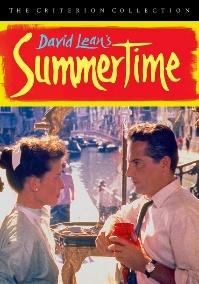 THE CRITERION COLLECTION
David Lean's
SUMMERTIME